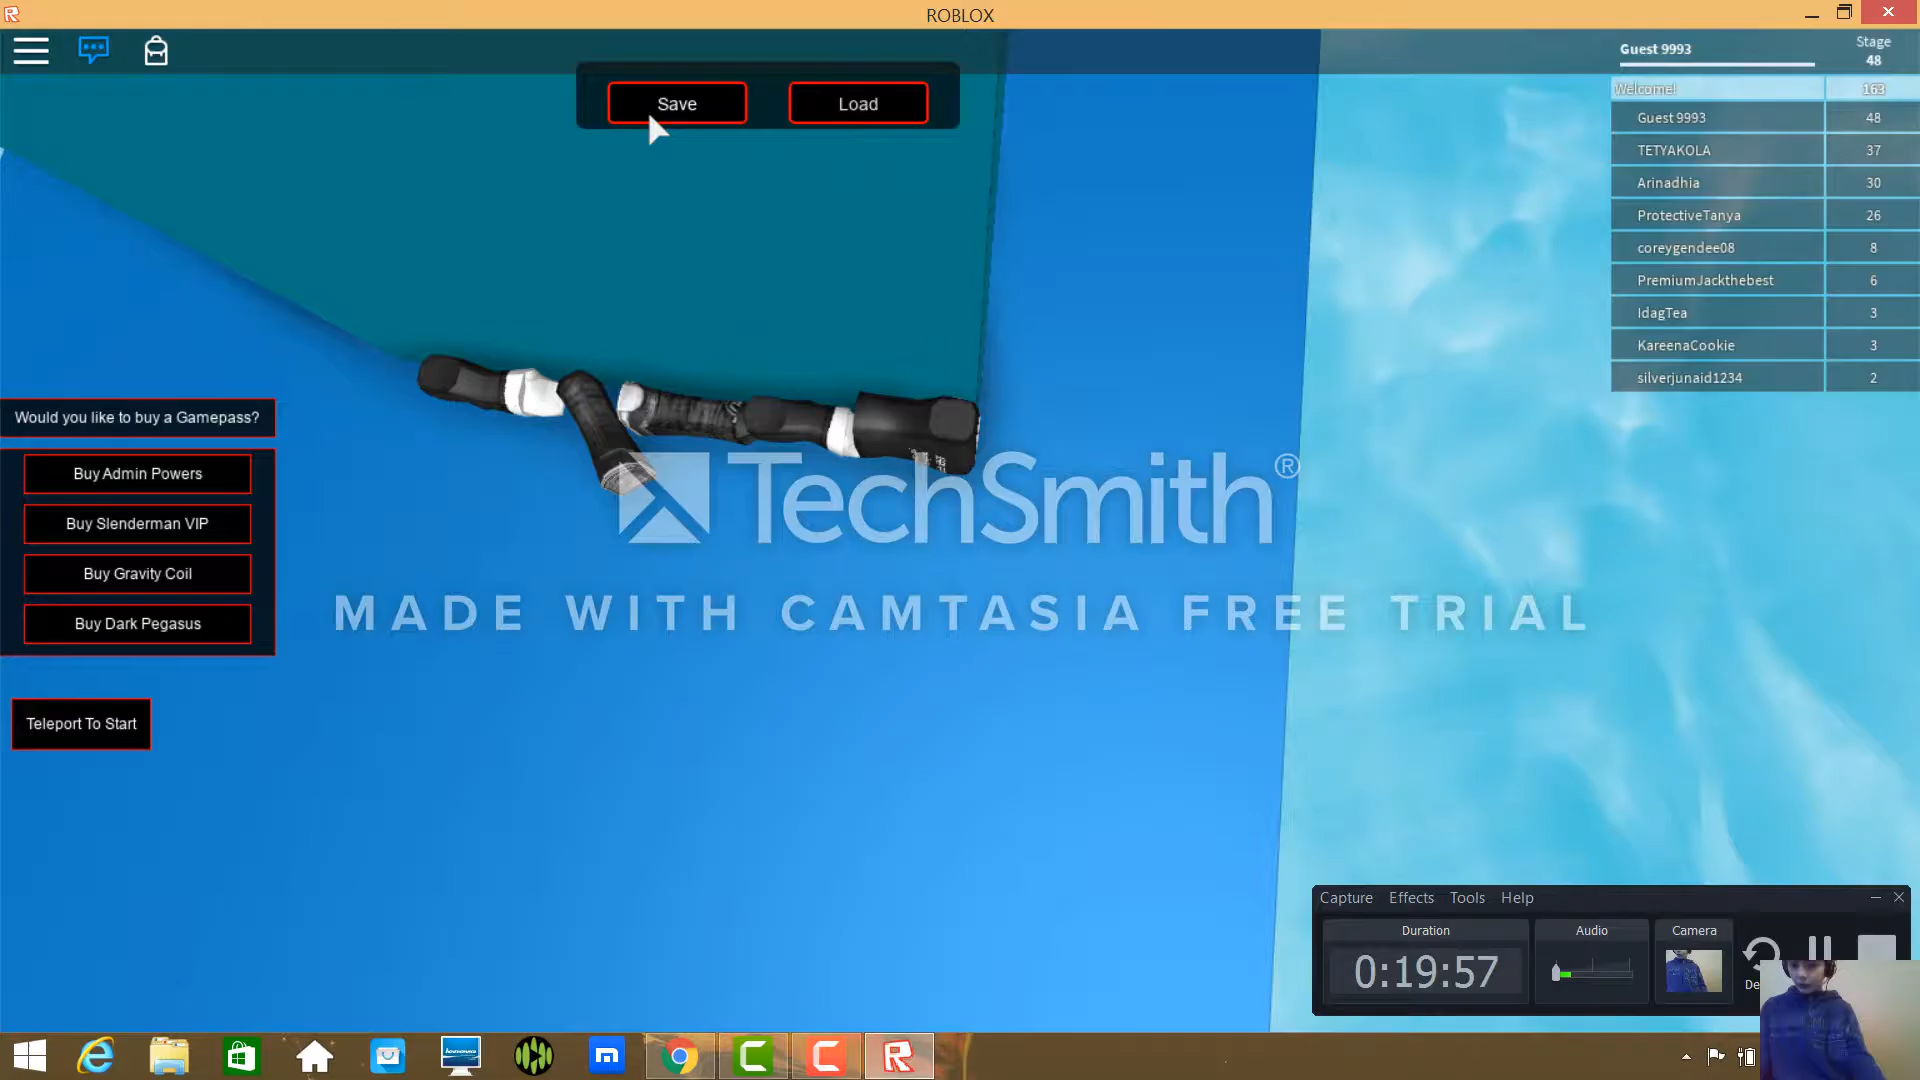 ROBLOX
Save
Load
Guest 9993
Stage
48
Welcome! 163
Guest 9993 48
TETYAKOLA 37
Arinadhia 30
ProtectiveTanya 26
coreygendee08 8
PremiumJackthebest 6
IdagTea 3
KareenaCookie 3
silverjunaid1234 2
Would you like to buy a Gamepass?
Buy Admin Powers
Buy Slenderman VIP
Buy Gravity Coil
Buy Dark Pegasus
Teleport To Start
TechSmith®
MADE WITH CAMTASIA FREE TRIAL
Capture Effects Tools Help
Duration
Audio
Camera
0:19:57
De